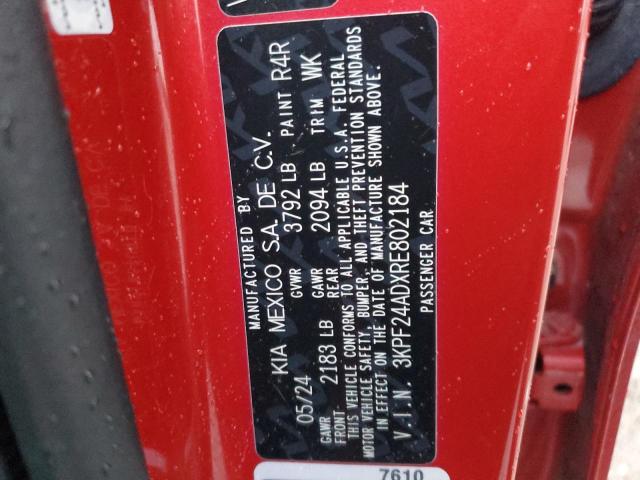 MANUFACTURED BY
KIA MEXICO S.A. DE C.V.
05/24 GVWR 3792 LB PAINT R4R
GAWR FRONT 2183 LB GAWR REAR 2094 LB TRIM WK
THIS VEHICLE CONFORMS TO ALL APPLICABLE U.S.A. FEDERAL
MOTOR VEHICLE SAFETY, BUMPER, AND THEFT PREVENTION STANDARDS
IN EFFECT ON THE DATE OF MANUFACTURE SHOWN ABOVE.
V.I.N. 3KPF24ADXRE802184
PASSENGER CAR
7610